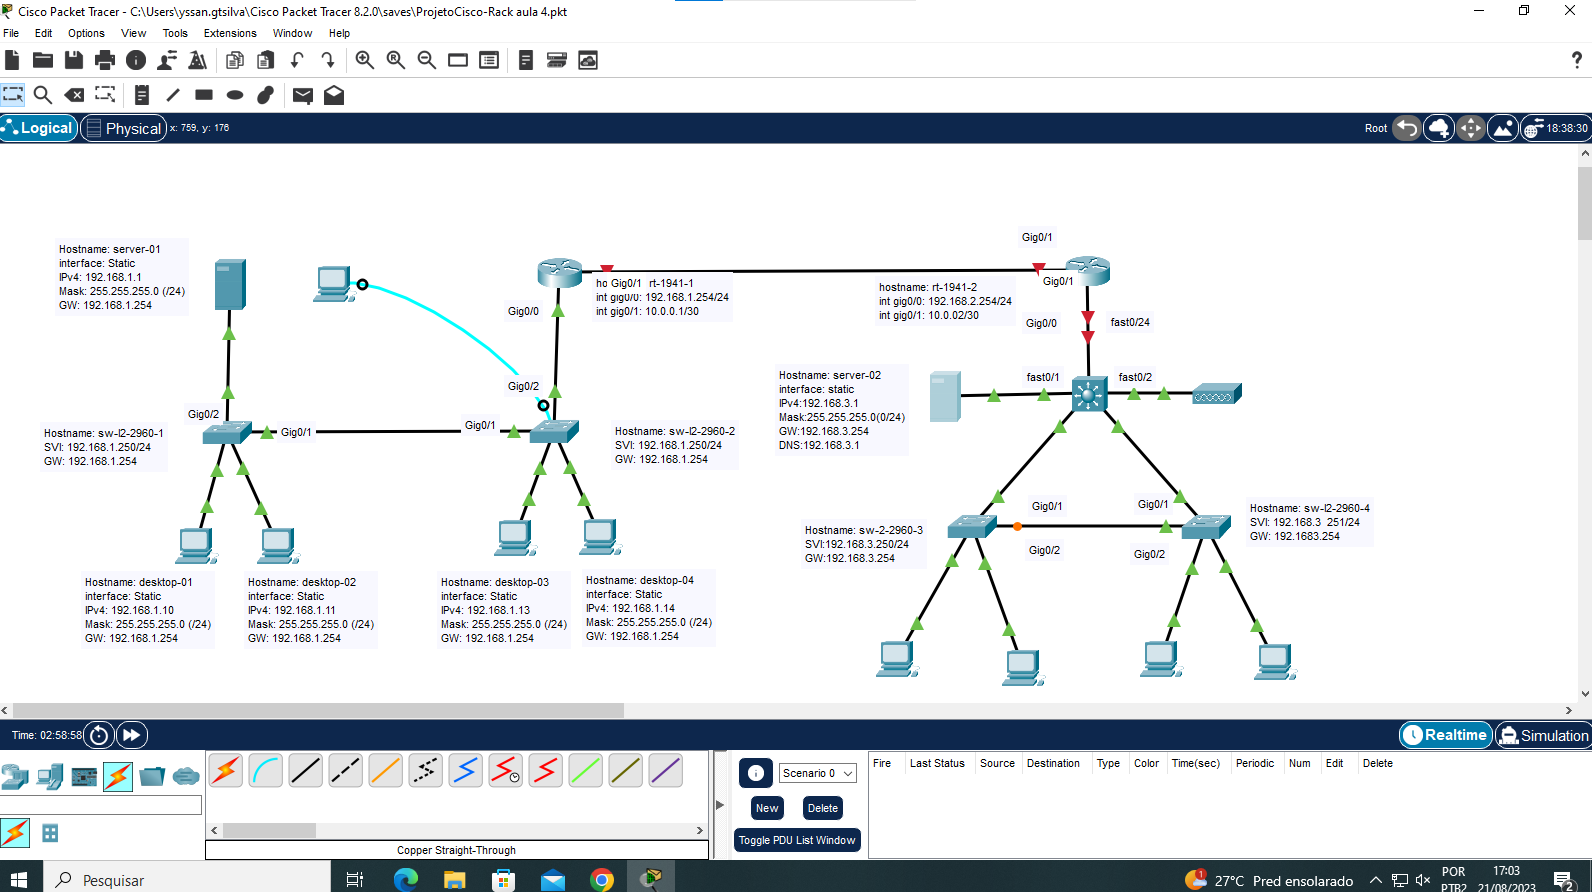 Cisco Packet Tracer - C:\Users\yssan.gtsilva\Cisco Packet Tracer 8.2.0\saves\ProjetoCisco-Rack aula 4.pkt
File Edit Options View Tools Extensions Window Help
Logical Physical x: 759, y: 176 Root 18:38:30
Gig0/1
Hostname: server-01
interface: Static
IPv4: 192.168.1.1
Mask: 255.255.255.0 (/24)
GW: 192.168.1.254
Gig0/0
ho Gig0/1 rt-1941-1
int gig0/0: 192.168.1.254/24
int gig0/1: 10.0.0.1/30
hostname: rt-1941-2
int gig0/0: 192.168.2.254/24
int gig0/1: 10.0.02/30
Gig0/1
Gig0/0
fast0/24
Gig0/2
Gig0/2
Hostname: server-02
interface: static
IPv4:192.168.3.1
Mask:255.255.255.0(0/24)
GW:192.168.3.254
DNS:192.168.3.1
fast0/1
fast0/2
Hostname: sw-l2-2960-1
SVI: 192.168.1.250/24
GW: 192.168.1.254
Gig0/1
Gig0/1
Hostname: sw-l2-2960-2
SVI: 192.168.1.250/24
GW: 192.168.1.254
Hostname: sw-2-2960-3
SVI:192.168.3.250/24
GW:192.168.3.254
Gig0/1
Gig0/2
Gig0/1
Gig0/2
Hostname: sw-l2-2960-4
SVI: 192.168.3 251/24
GW: 192.1683.254
Hostname: desktop-01
interface: Static
IPv4: 192.168.1.10
Mask: 255.255.255.0 (/24)
GW: 192.168.1.254
Hostname: desktop-02
interface: Static
IPv4: 192.168.1.11
Mask: 255.255.255.0 (/24)
GW: 192.168.1.254
Hostname: desktop-03
interface: Static
IPv4: 192.168.1.13
Mask: 255.255.255.0 (/24)
GW: 192.168.1.254
Hostname: desktop-04
interface: Static
IPv4: 192.168.1.14
Mask: 255.255.255.0 (/24)
GW: 192.168.1.254
Time: 02:58:58 Realtime Simulation
Scenario 0
New Delete
Toggle PDU List Window
Fire Last Status Source Destination Type Color Time(sec) Periodic Num Edit Delete
Copper Straight-Through
Pesquisar
1
27°C Pred ensolarado
POR
PTB2
17:03
21/08/2023
2